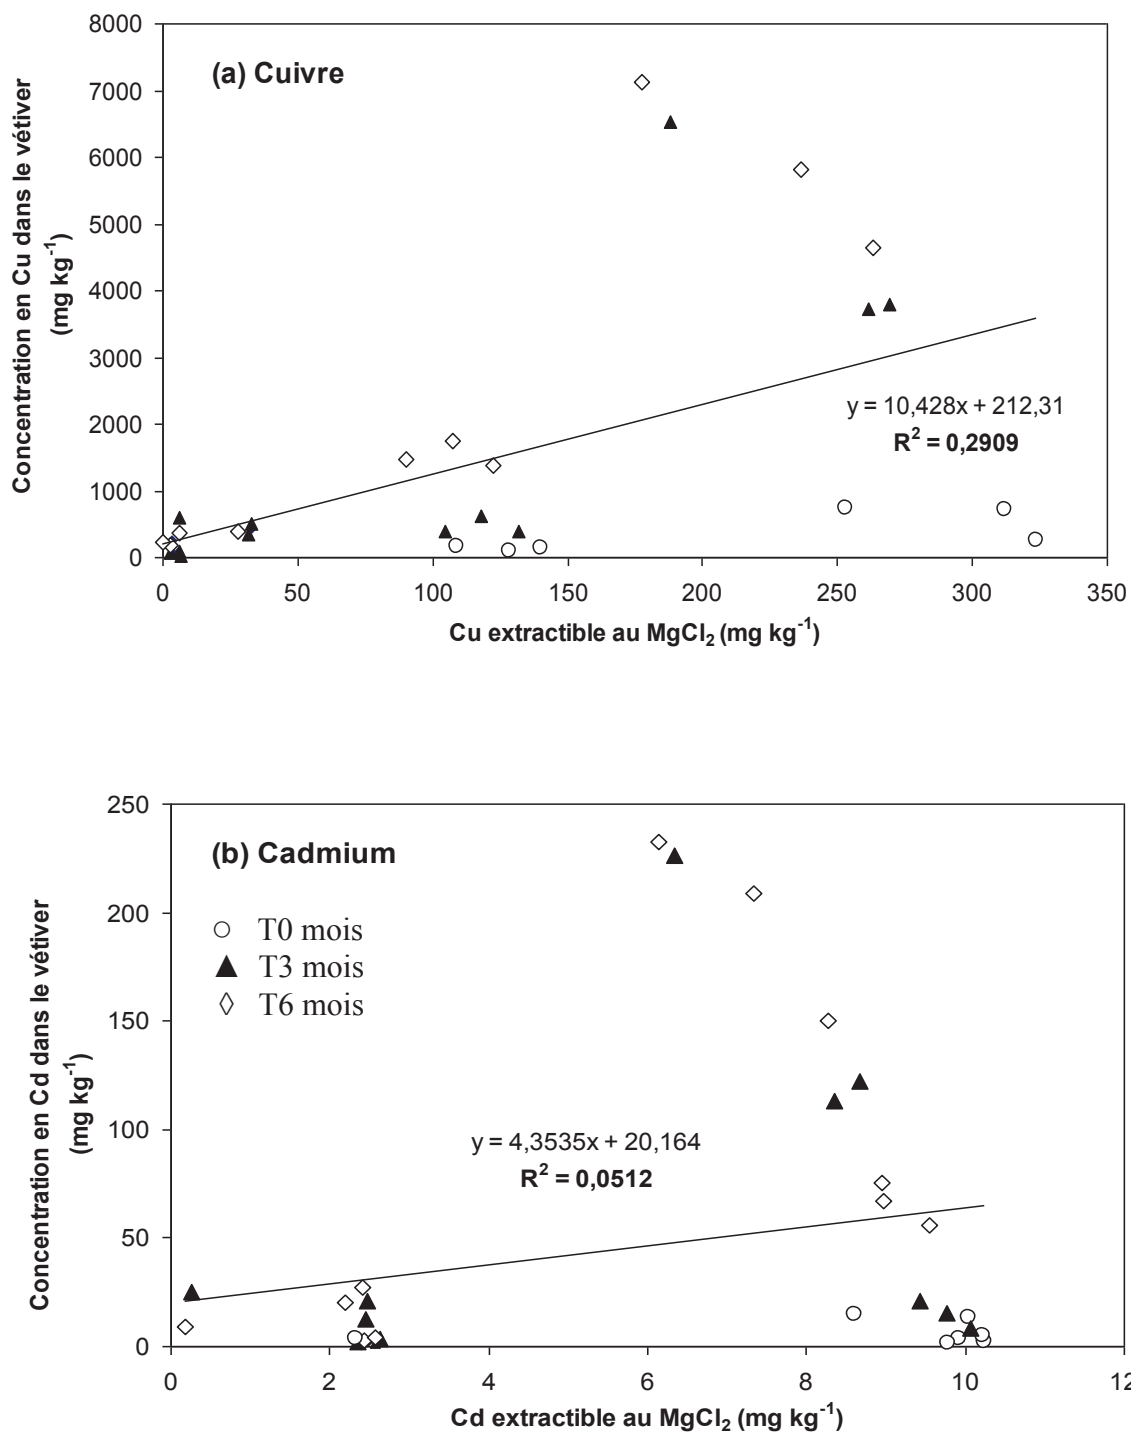 8000
7000
6000
5000
4000
3000
2000
1000
0
Concentration en Cu dans le vétiver
(mg kg⁻¹)
(a) Cuivre
y = 10,428x + 212,31
R² = 0,2909
0 50 100 150 200 250 300 350
Cu extractible au MgCl₂ (mg kg⁻¹)
250
200
150
100
50
0
Concentration en Cd dans le vétiver
(mg kg⁻¹)
(b) Cadmium
T0 mois
T3 mois
T6 mois
y = 4,3535x + 20,164
R² = 0,0512
0 2 4 6 8 10 12
Cd extractible au MgCl₂ (mg kg⁻¹)